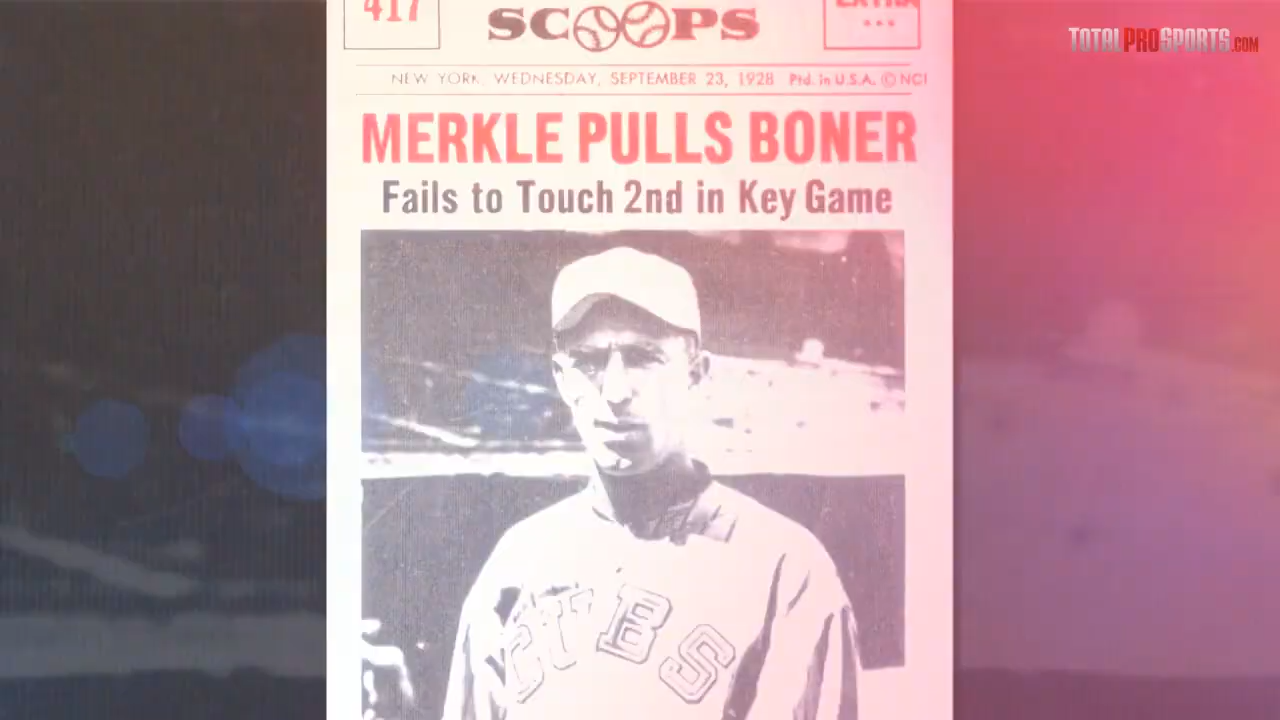 417
SCOOPS
EXTRA
TOTALPROSPORTS.COM
NEW YORK, WEDNESDAY, SEPTEMBER 23, 1928 Ptd. in U.S.A. © NCI
MERKLE PULLS BONER
Fails to Touch 2nd in Key Game
CUBS